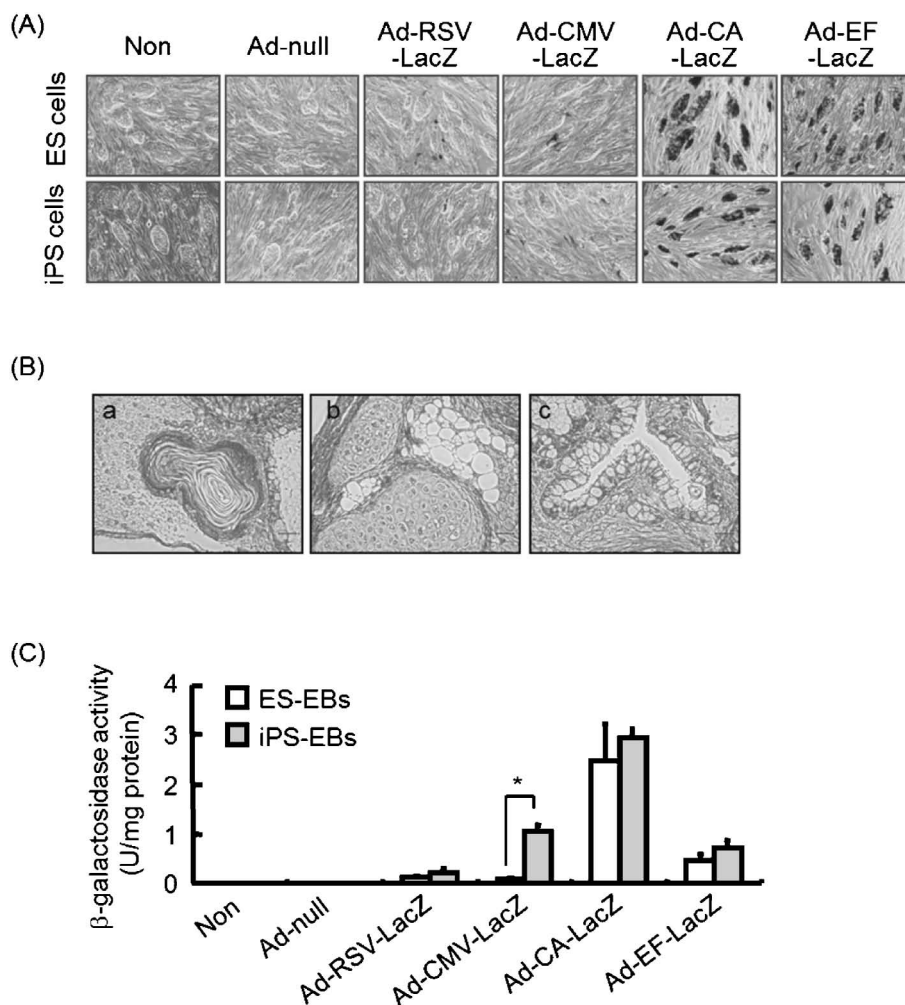 (A)
Non
Ad-null
Ad-RSV
-LacZ
Ad-CMV
-LacZ
Ad-CA
-LacZ
Ad-EF
-LacZ
ES cells
iPS cells
(B)
a
b
c
(C)
β-galactosidase activity
(U/mg protein)
4
3
2
1
0
ES-EBs
iPS-EBs
*
Non
Ad-null
Ad-RSV-LacZ
Ad-CMV-LacZ
Ad-CA-LacZ
Ad-EF-LacZ